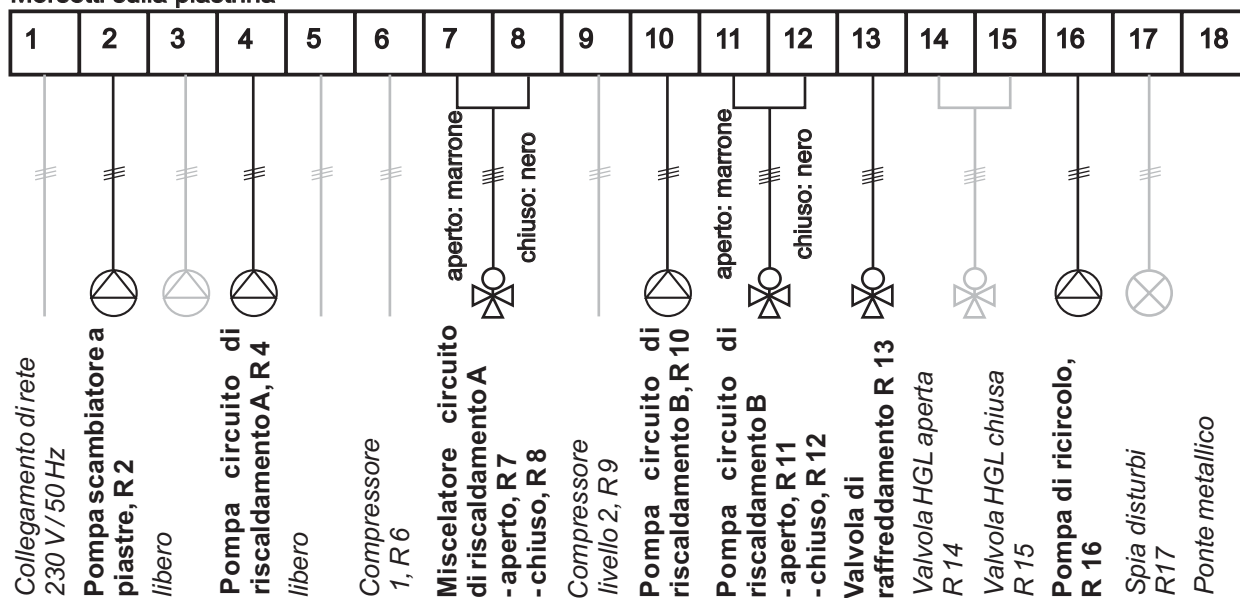 Morsetti sulla piastrina
1 2 3 4 5 6 7 8 9 10 11 12 13 14 15 16 17 18
aperto: marrone
chiuso: nero
aperto: marrone
chiuso: nero
Collegamento di rete
230 V / 50 Hz
Pompa scambiatore a
piastre, R 2
libero
Pompa circuito di
riscaldamento A, R 4
libero
Compressore
1, R 6
Miscelatore circuito
di riscaldamento A
- aperto, R 7
- chiuso, R 8
Compressore
livello 2, R 9
Pompa circuito di
riscaldamento B, R 10
Pompa circuito di
riscaldamento B
- aperto, R 11
- chiuso, R 12
Valvola di
raffreddamento R 13
Valvola HGL aperta
R 14
Valvola HGL chiusa
R 15
Pompa di ricircolo,
R 16
Spia disturbi
R17
Ponte metallico